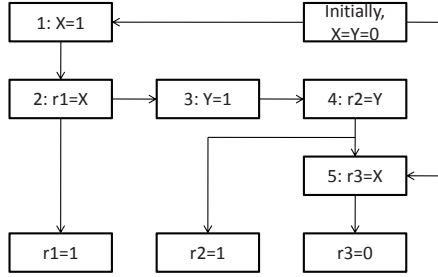 Initially,
X=Y=0
1: X=1
2: r1=X
3: Y=1
4: r2=Y
5: r3=X
r1=1
r2=1
r3=0